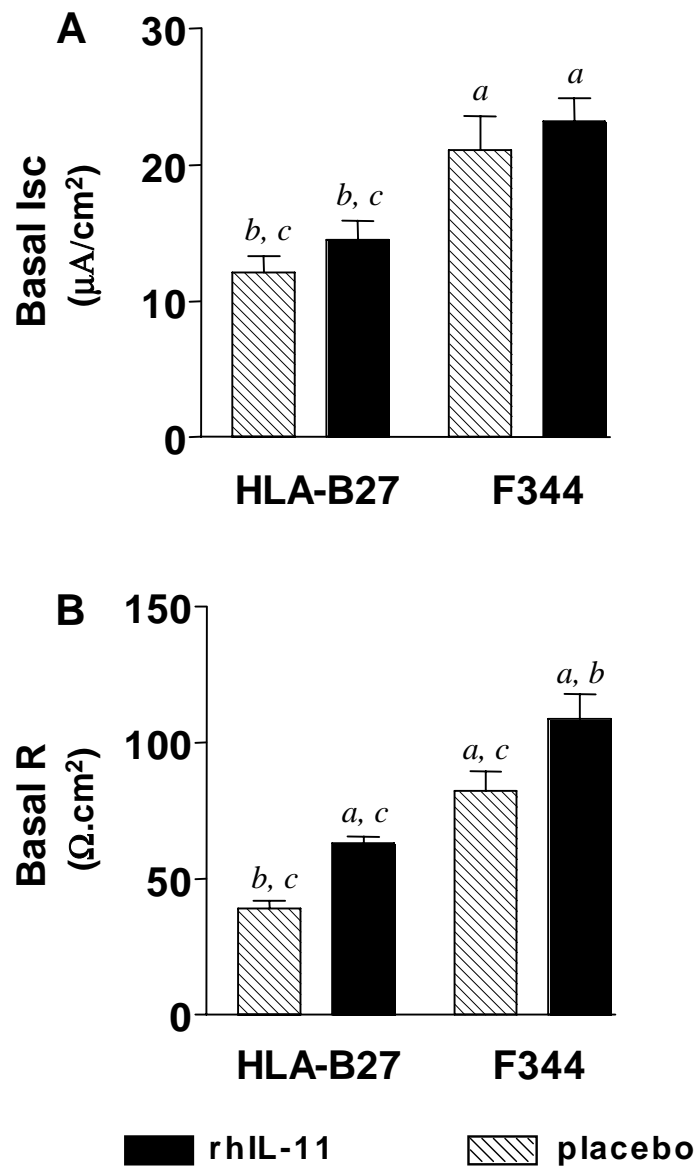 A
30
20
10
0
Basal Isc
(µA/cm²)
b, c
b, c
a
a
HLA-B27 F344
B
150
100
50
0
Basal R
(Ω.cm²)
b, c
a, c
a, c
a, b
HLA-B27 F344
rhIL-11 placebo